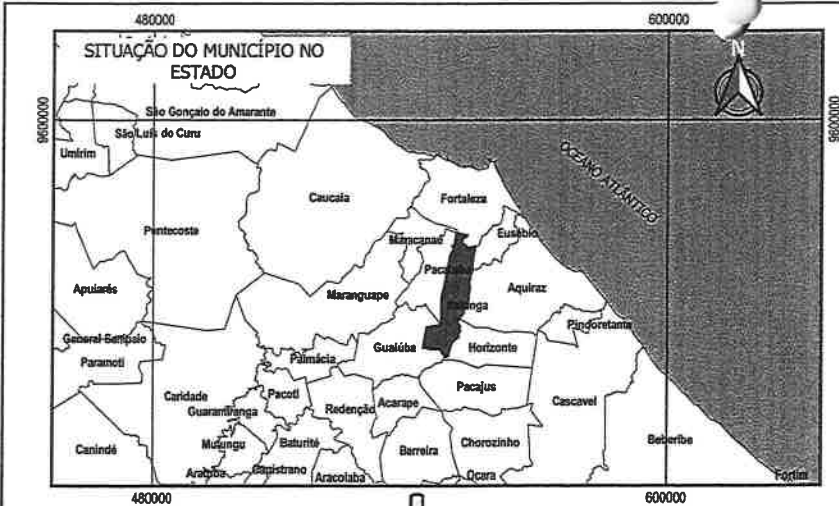 480000
600000
SITUAÇÃO DO MUNICÍPIO NO
ESTADO
N
9600000
9600000
São Gonçalo do Amarante
São Luís do Curu
Umirim
OCEANO ATLÂNTICO
Caucaia
Fortaleza
Pentecoste
Eusébio
Maracanaú
Pacatuba
Apuiarés
Maranguape
Itaitinga
Aquiraz
Pindoretama
General Sampaio
Paramoti
Palmácia
Guaiúba
Horizonte
Caridade
Pacoti
Pacajus
Guaramiranga
Redenção
Acarape
Cascavel
Mulungu
Baturité
Barreira
Chorozinho
Beberibe
Canindé
Aratuba
Capistrano
Aracoiaba
Ocara
Fortim
480000
600000